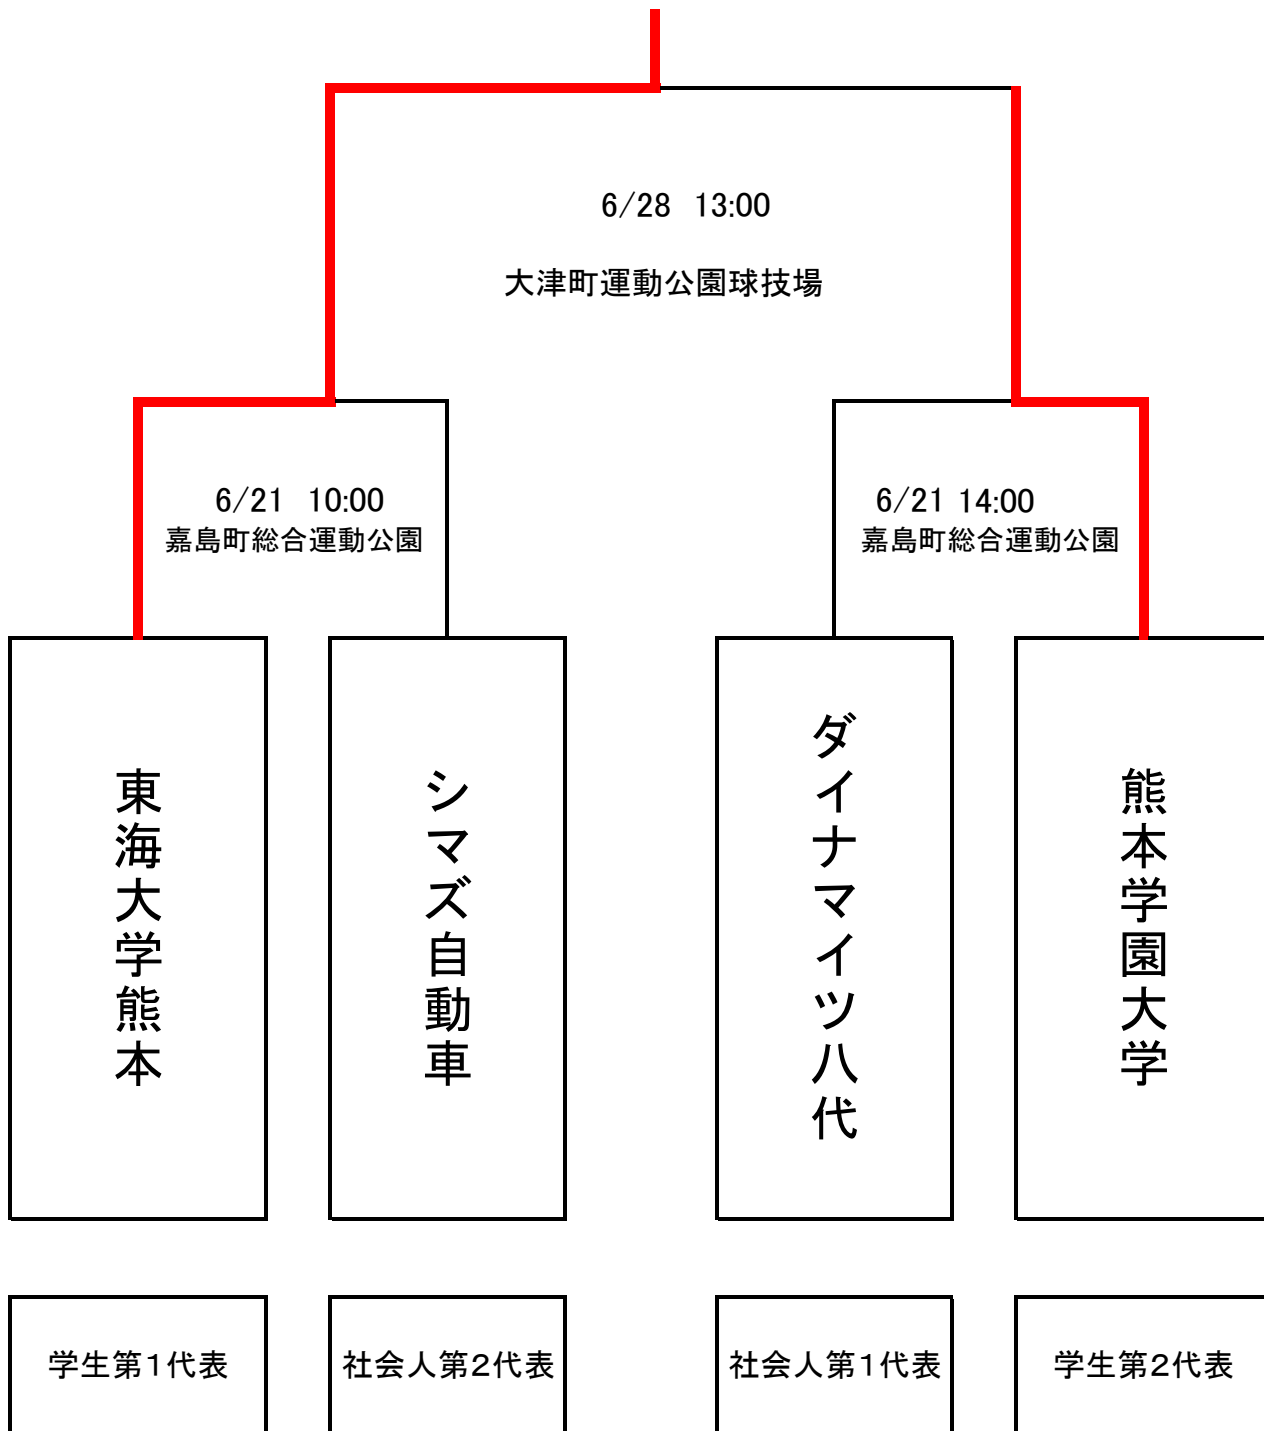 6/28 13:00
大津町運動公園球技場
6/21 10:00
嘉島町総合運動公園
6/21 14:00
嘉島町総合運動公園
東海大学熊本
シマズ自動車
ダイナマイツ八代
熊本学園大学
学生第1代表
社会人第2代表
社会人第1代表
学生第2代表